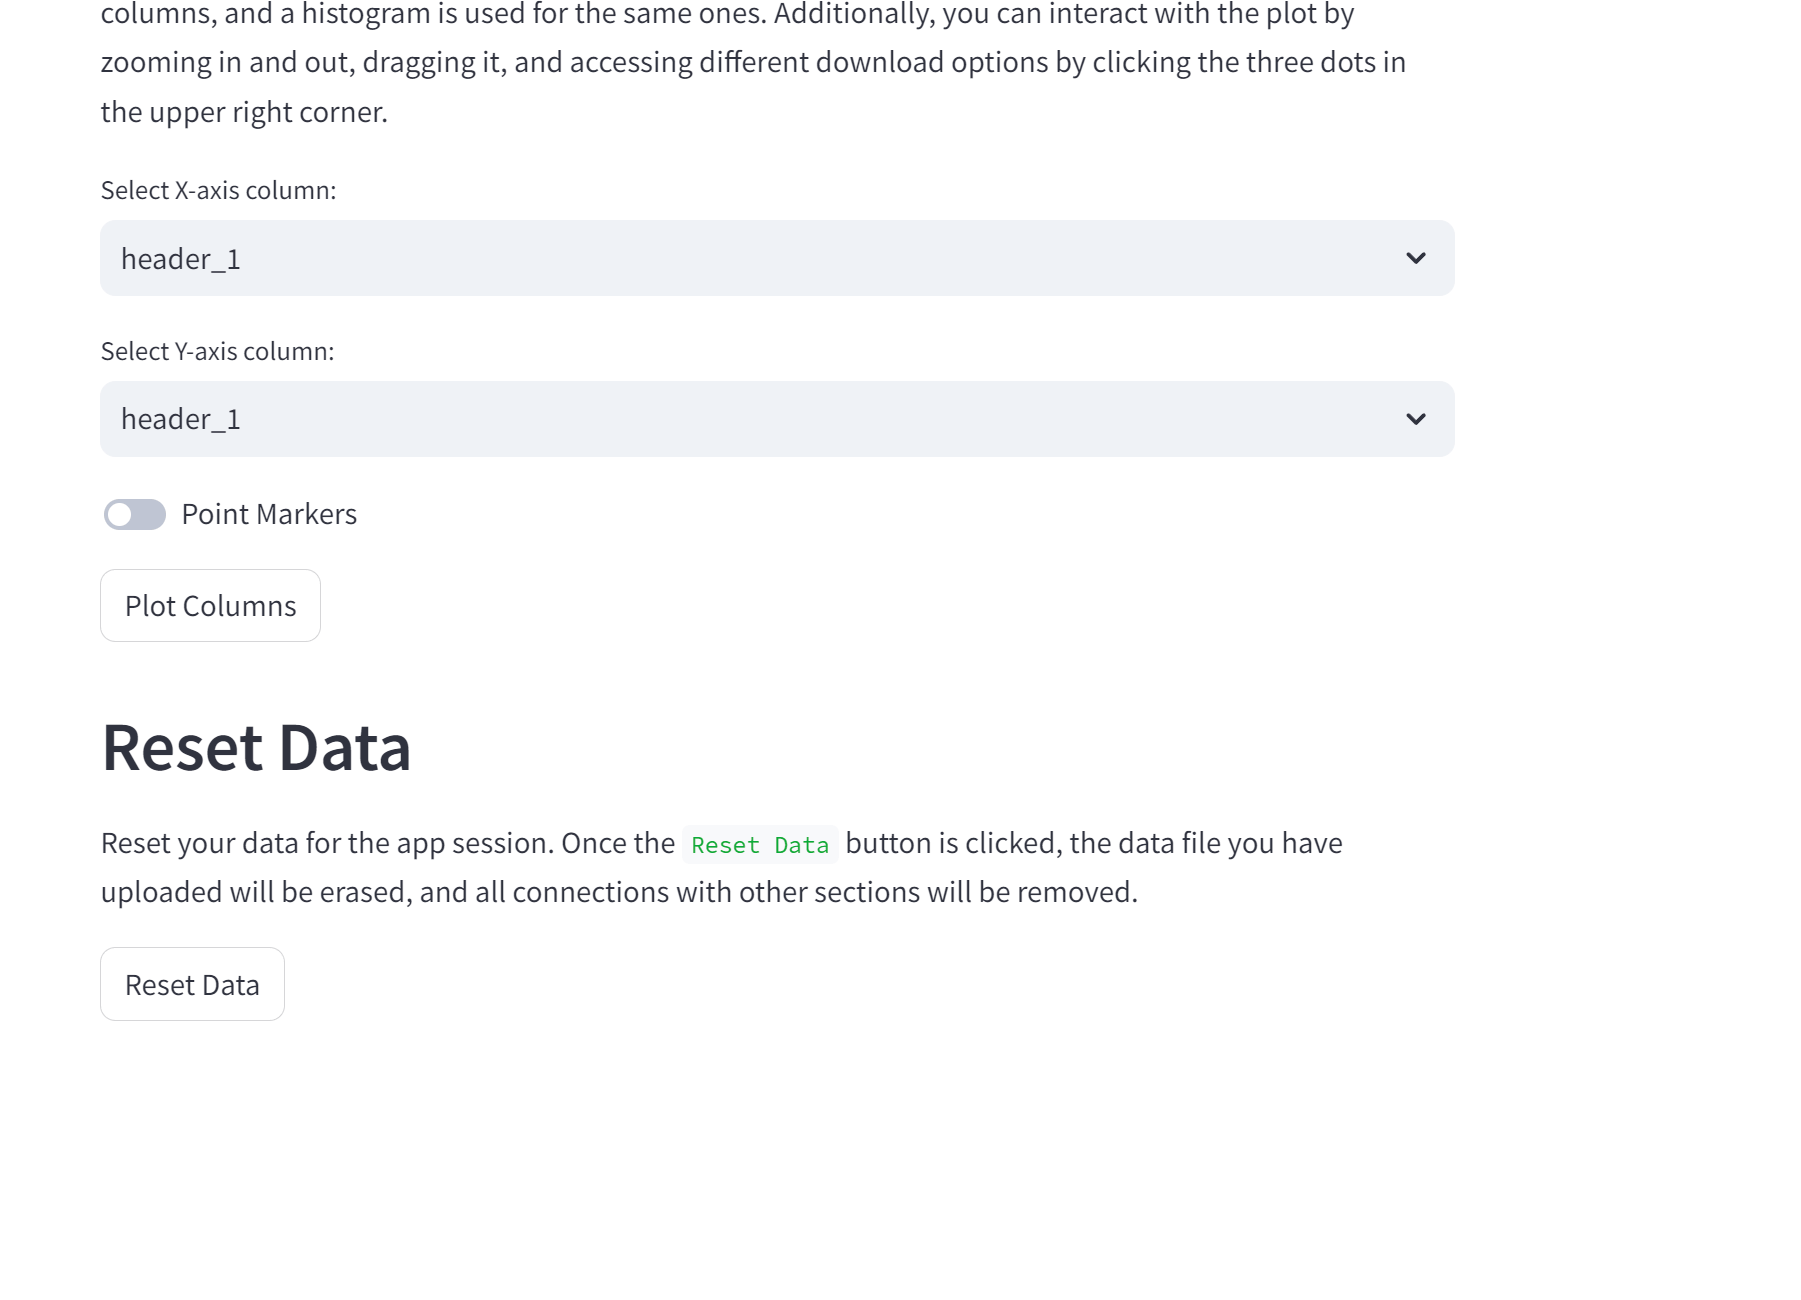 columns, and a histogram is used for the same ones. Additionally, you can interact with the plot by
zooming in and out, dragging it, and accessing different download options by clicking the three dots in
the upper right corner.
Select X-axis column:
header_1
Select Y-axis column:
header_1
Point Markers
Plot Columns
Reset Data
Reset your data for the app session. Once the Reset Data button is clicked, the data file you have
uploaded will be erased, and all connections with other sections will be removed.
Reset Data